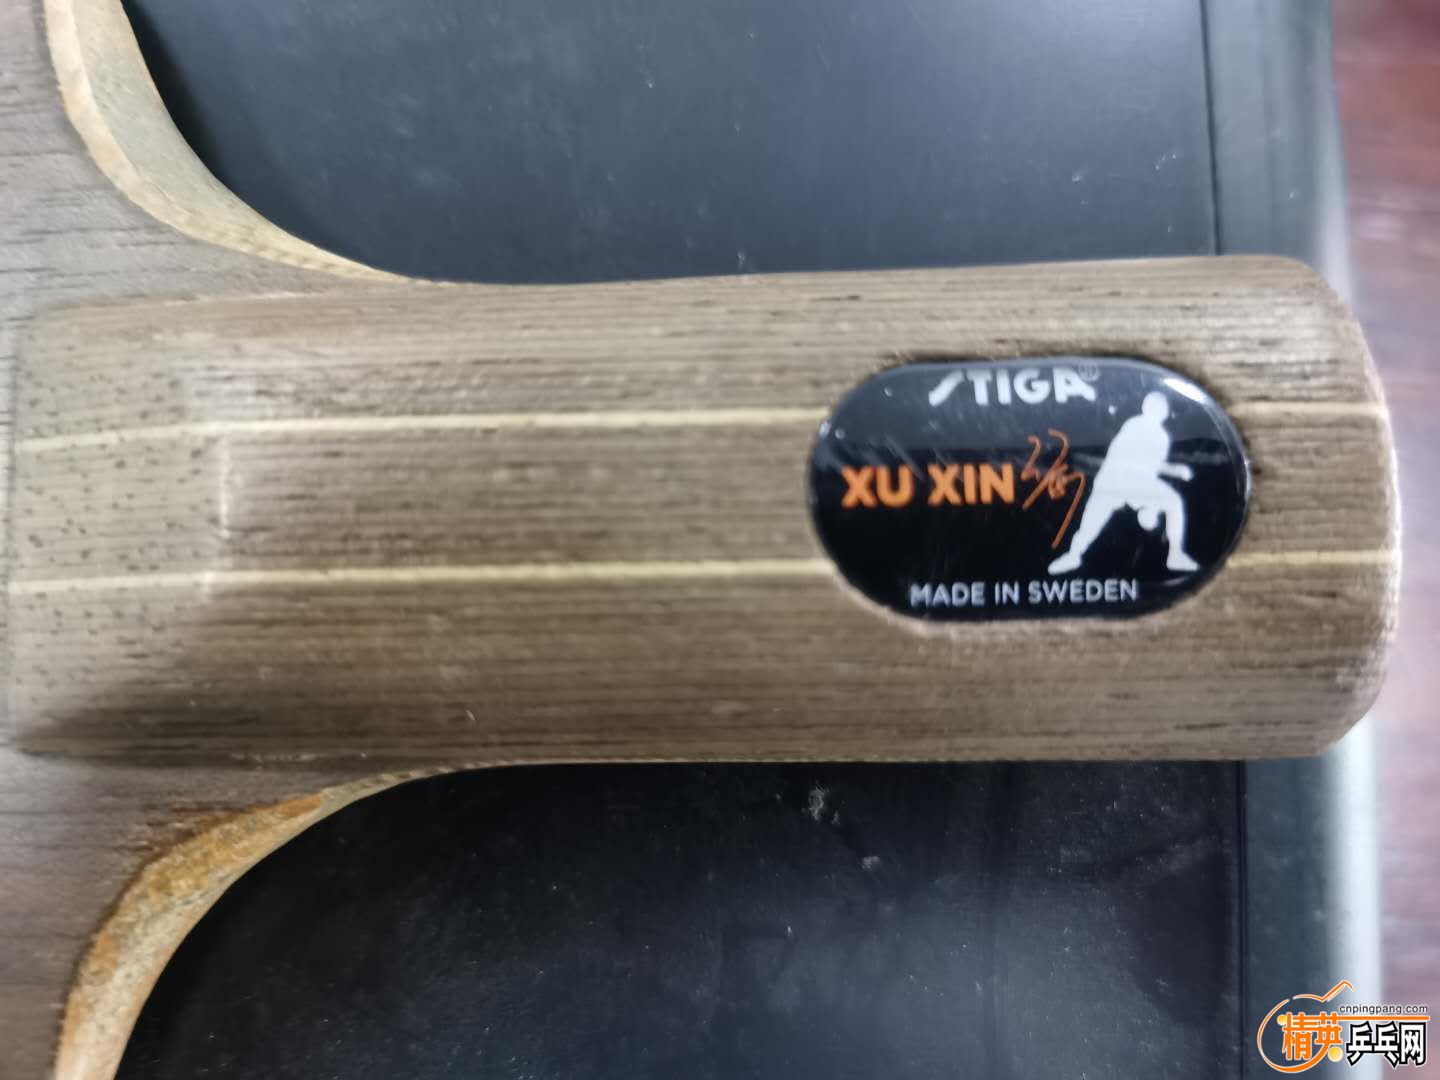 STIGA®
XU XIN
MADE IN SWEDEN
cnpingpang.com
精英乒乓网